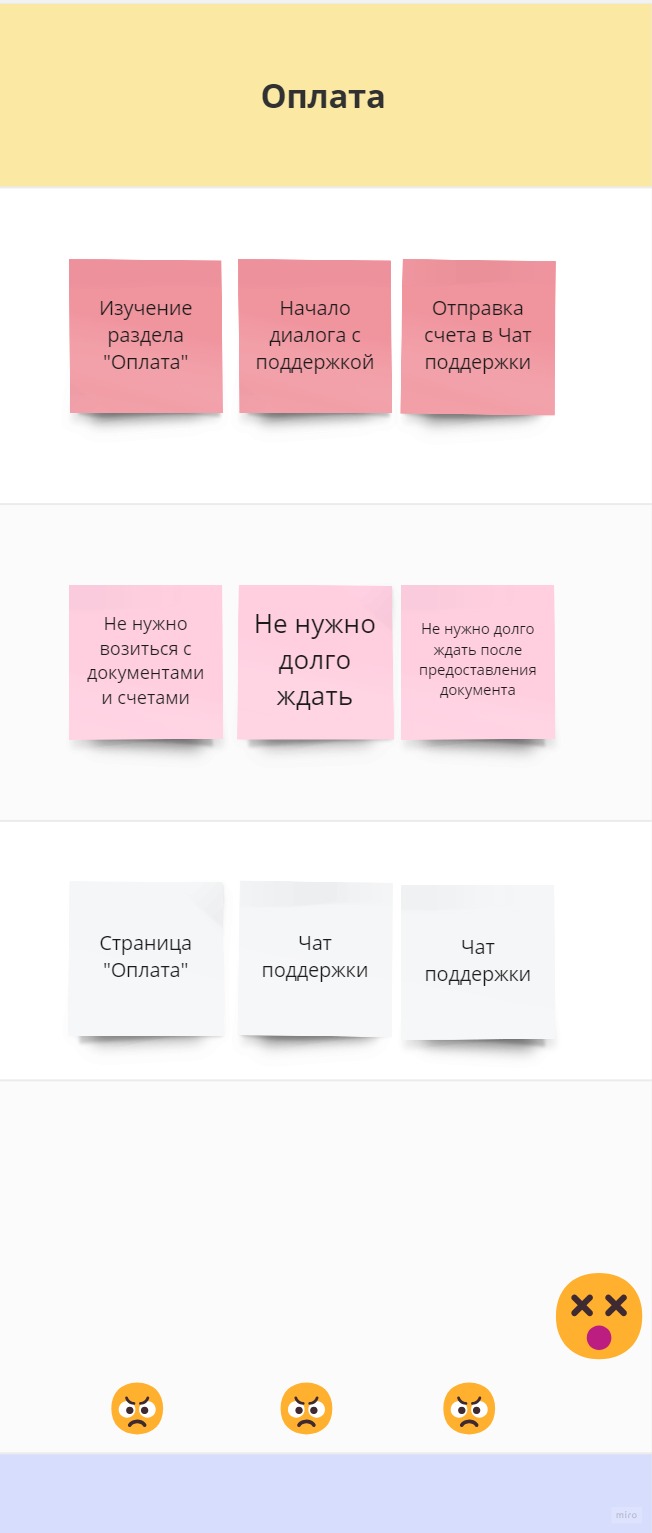 Оплата
Изучение
раздела
"Оплата"
Начало
диалога с
поддержкой
Отправка
счета в Чат
поддержки
Не нужно
возиться с
документами
и счетами
Не нужно
долго
ждать
Не нужно долго
ждать после
предоставления
документа
Страница
"Оплата"
Чат
поддержки
Чат
поддержки
miro